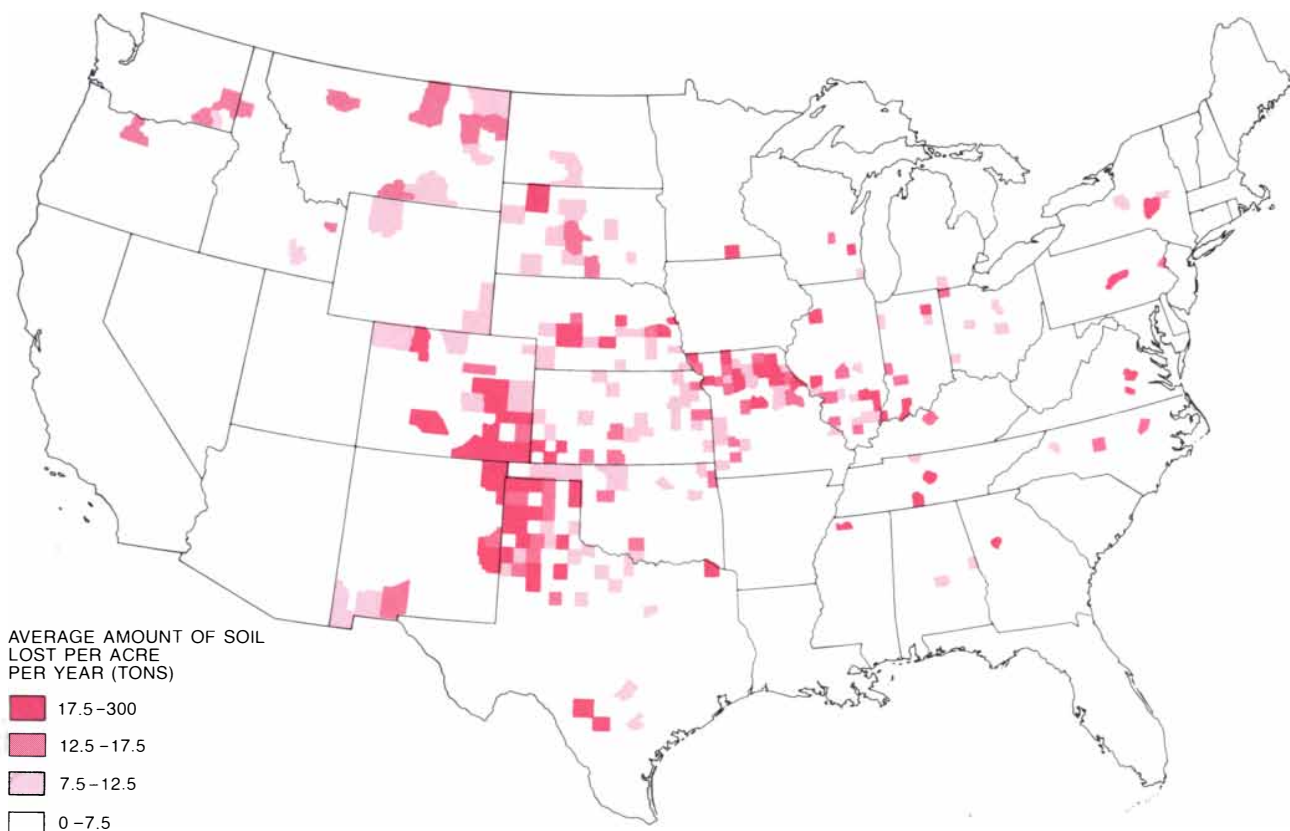 AVERAGE AMOUNT OF SOIL
LOST PER ACRE
PER YEAR (TONS)
17.5–300
12.5–17.5
7.5–12.5
0–7.5